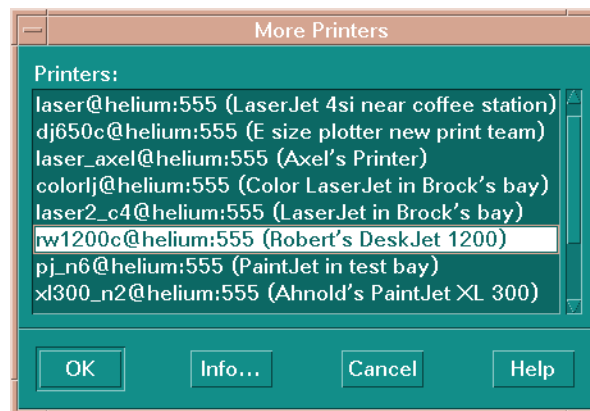 More Printers
Printers:
laser@helium:555 (LaserJet 4si near coffee station)
dj650c@helium:555 (E size plotter new print team)
laser_axel@helium:555 (Axel's Printer)
colorlj@helium:555 (Color LaserJet in Brock's bay)
laser2_c4@helium:555 (LaserJet in Brock's bay)
rw1200c@helium:555 (Robert's DeskJet 1200)
pj_n6@helium:555 (PaintJet in test bay)
xl300_n2@helium:555 (Ahnold's PaintJet XL 300)
OK Info... Cancel Help